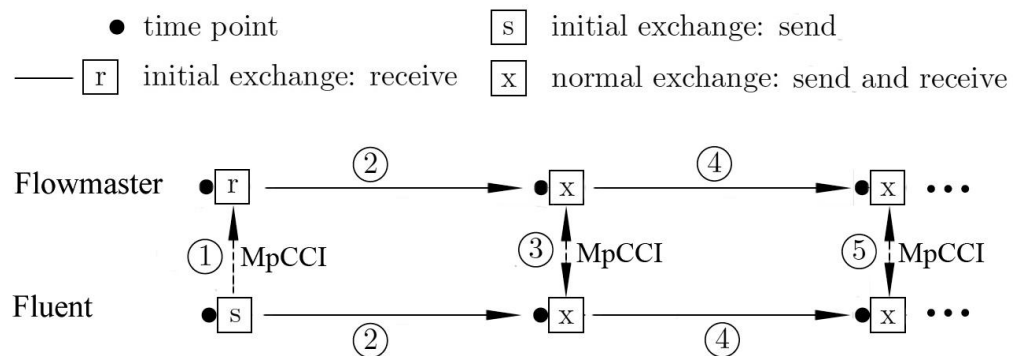 ● time point s initial exchange: send
r initial exchange: receive x normal exchange: send and receive
② ④
Flowmaster r x x •••
① MpCCI ③ MpCCI ⑤ MpCCI
Fluent s x x •••
② ④